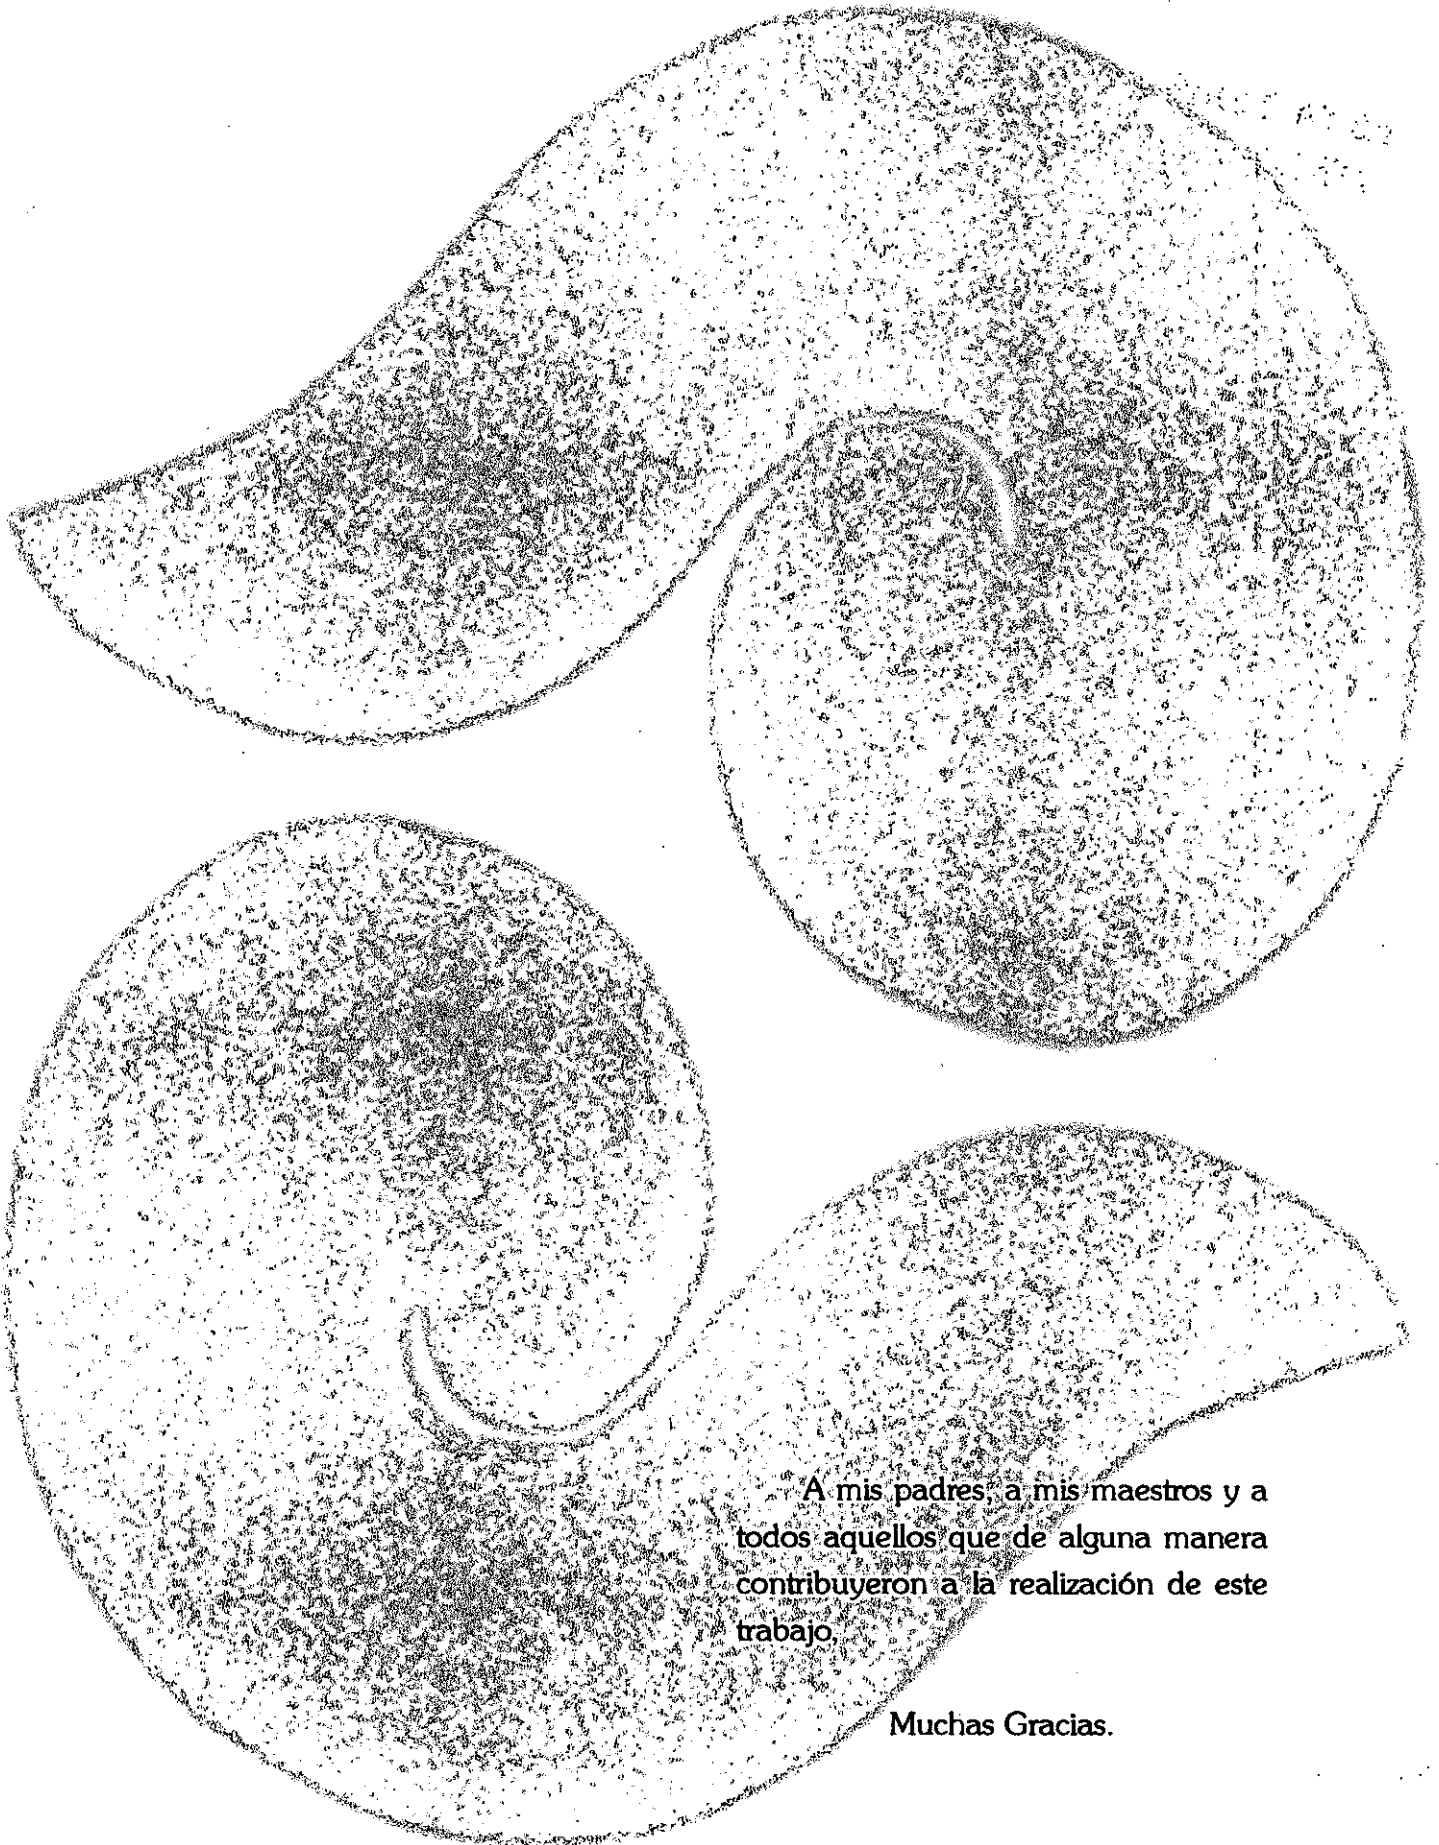 A mis padres, a mis maestros y a
todos aquellos que de alguna manera
contribuyeron a la realización de este
trabajo,
Muchas Gracias.